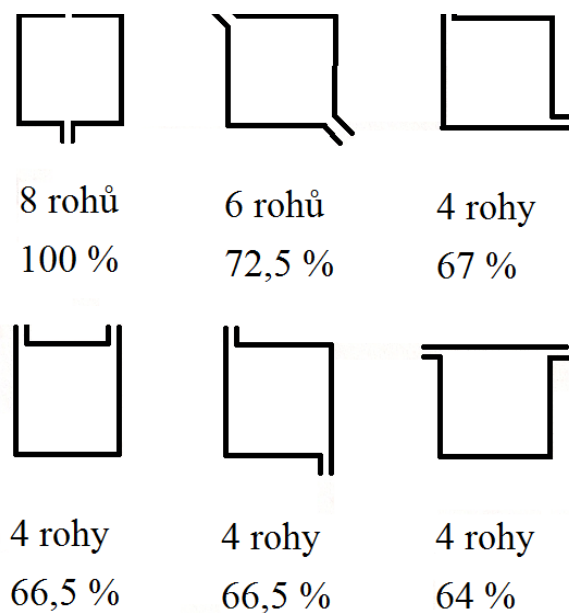 8 rohů
100 %
6 rohů
72,5 %
4 rohy
67 %
4 rohy
66,5 %
4 rohy
66,5 %
4 rohy
64 %